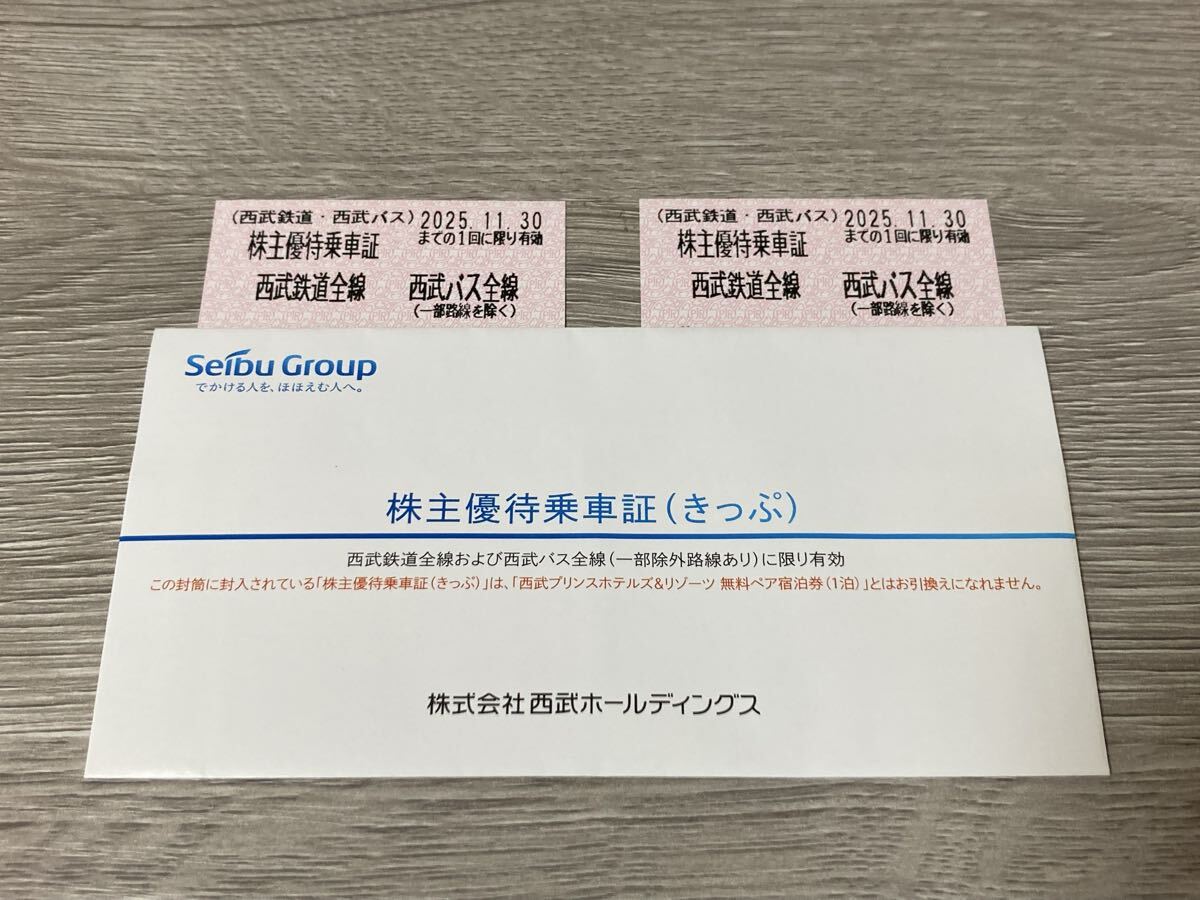 (西武鉄道・西武バス) 2025.11.30
株主優待乗車証 までの1回に限り有効
西武鉄道全線 西武バス全線
(一部路線を除く)
(西武鉄道・西武バス) 2025.11.30
株主優待乗車証 までの1回に限り有効
西武鉄道全線 西武バス全線
(一部路線を除く)
Seibu Group
でかける人を、ほほえむ人へ。
株主優待乗車証(きっぷ)
西武鉄道全線および西武バス全線(一部除外路線あり)に限り有効
この封筒に封入されている「株主優待乗車証(きっぷ)」は、「西武プリンスホテルズ&リゾーツ 無料ペア宿泊券(1泊)」とはお引換えになれません。
株式会社西武ホールディングス